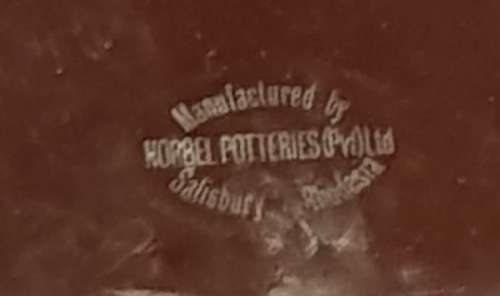 Manufactured by
HORBEL POTTERIES (Pvt) Ltd
Salisbury Rhodesia